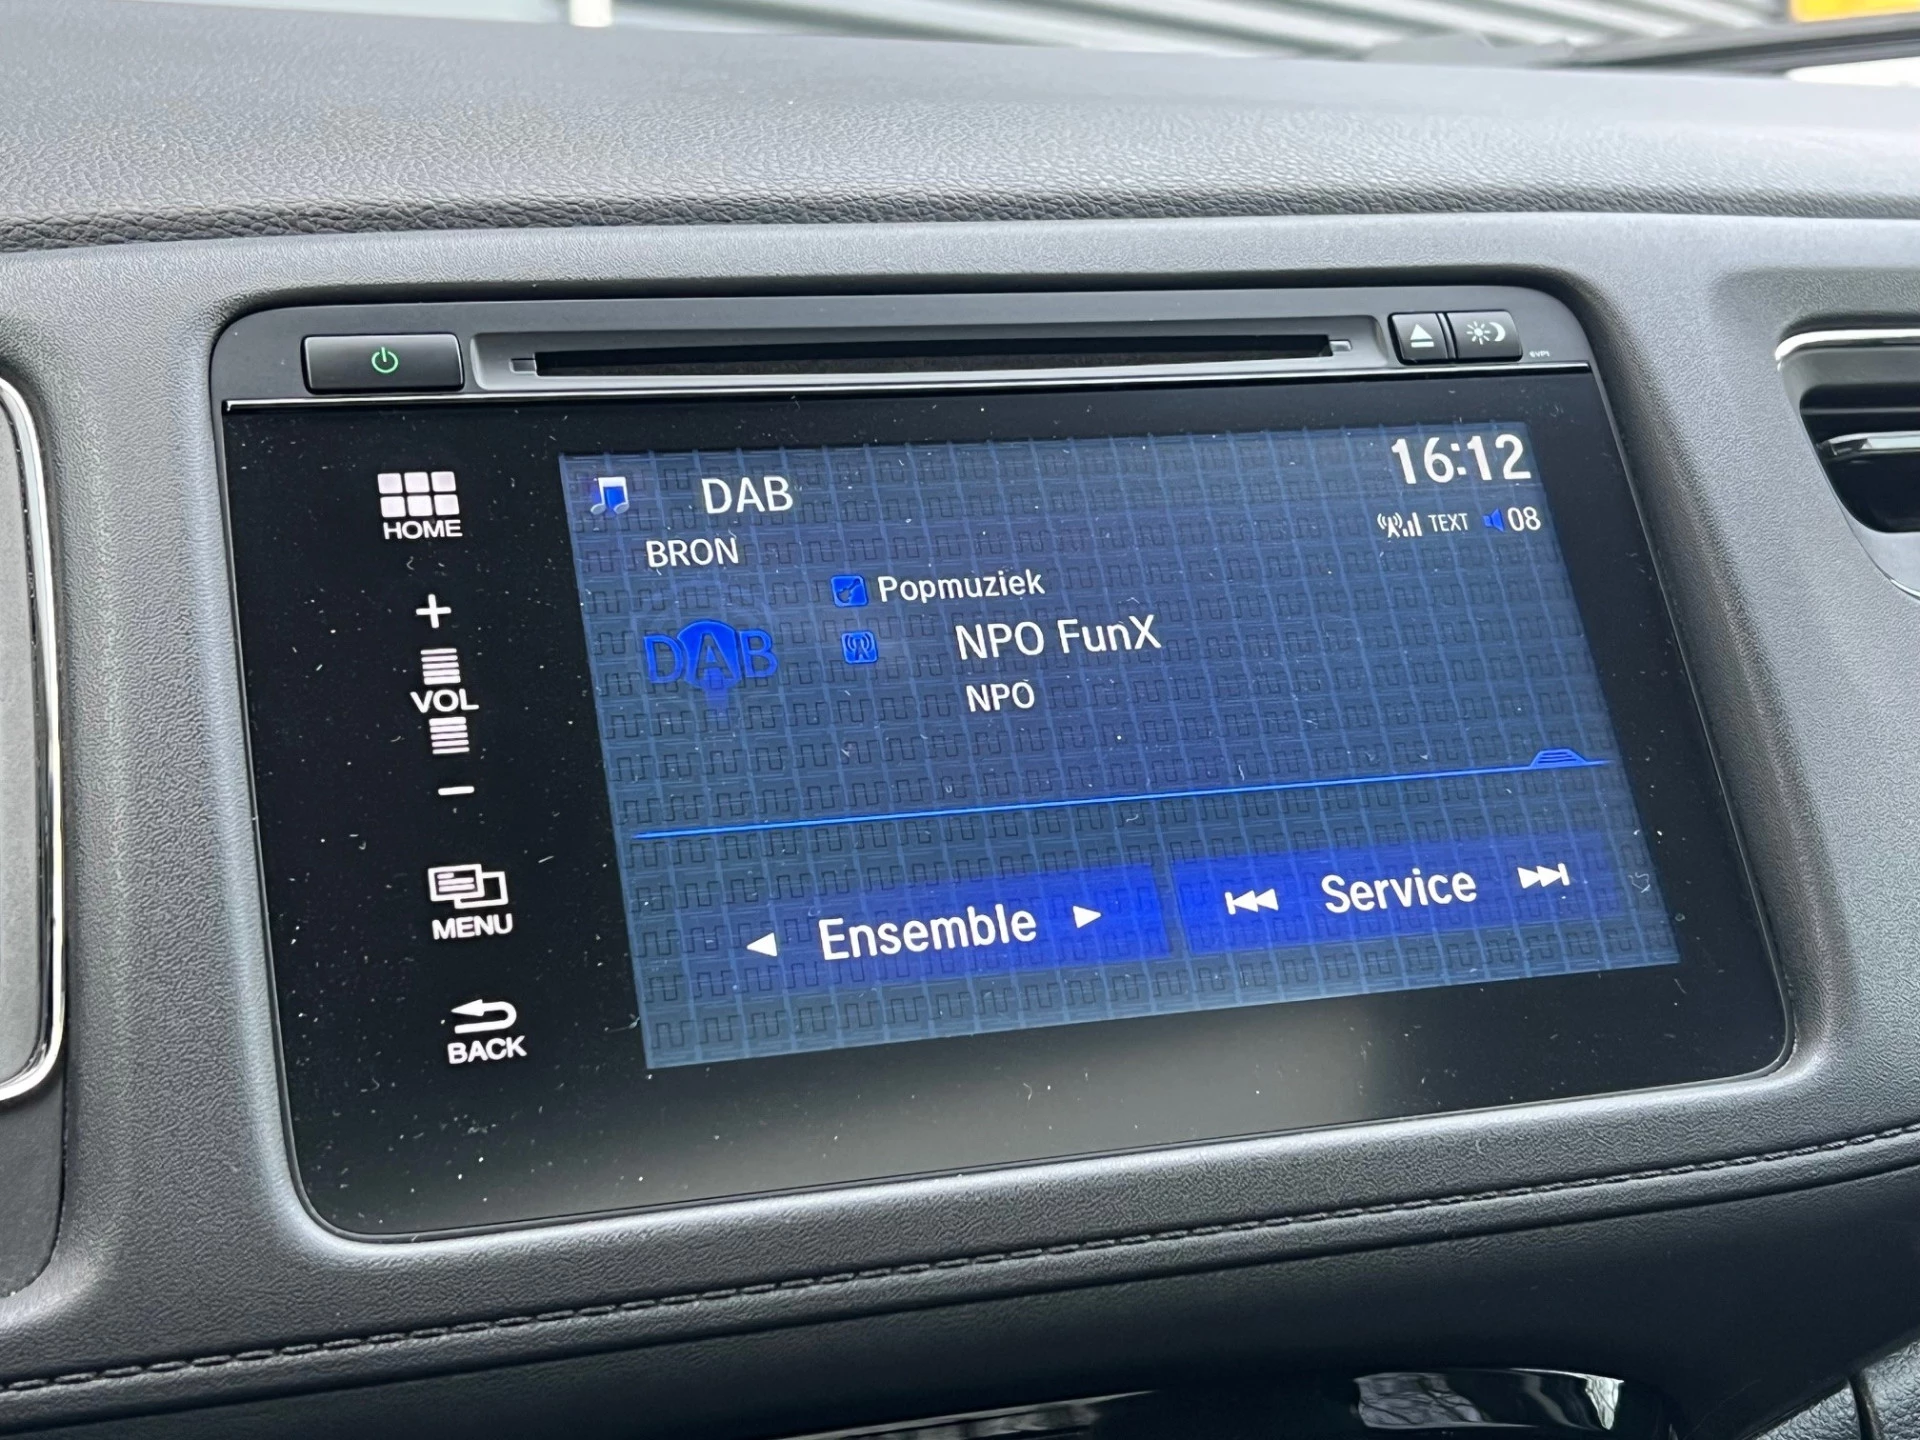 HOME
+
VOL
−
MENU
BACK
DAB
16:12
BRON
TEXT 08
Popmuziek
DAB
NPO FunX
NPO
Ensemble
Service